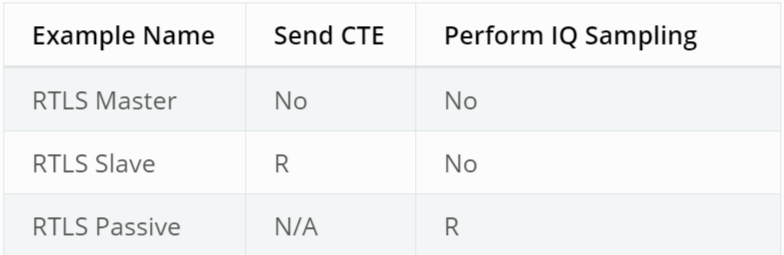 Example Name Send CTE Perform IQ Sampling
RTLS Master No No
RTLS Slave R No
RTLS Passive N/A R